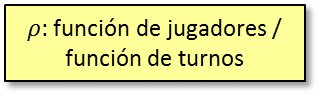 ρ: función de jugadores /
función de turnos